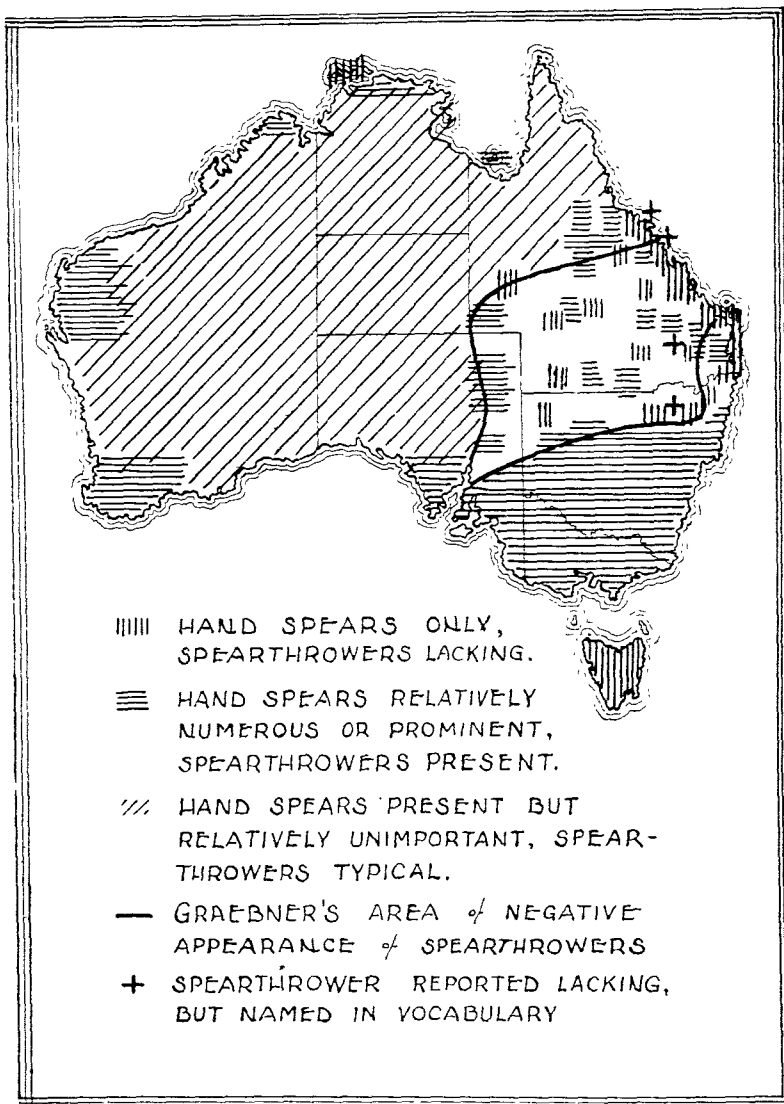 HAND SPEARS ONLY,
SPEARTHROWERS LACKING.
HAND SPEARS RELATIVELY
NUMEROUS OR PROMINENT,
SPEARTHROWERS PRESENT.
HAND SPEARS PRESENT BUT
RELATIVELY UNIMPORTANT, SPEAR-
THROWERS TYPICAL.
GRAEBNER'S AREA of NEGATIVE
APPEARANCE of SPEARTHROWERS
SPEARTHROWER REPORTED LACKING,
BUT NAMED IN VOCABULARY